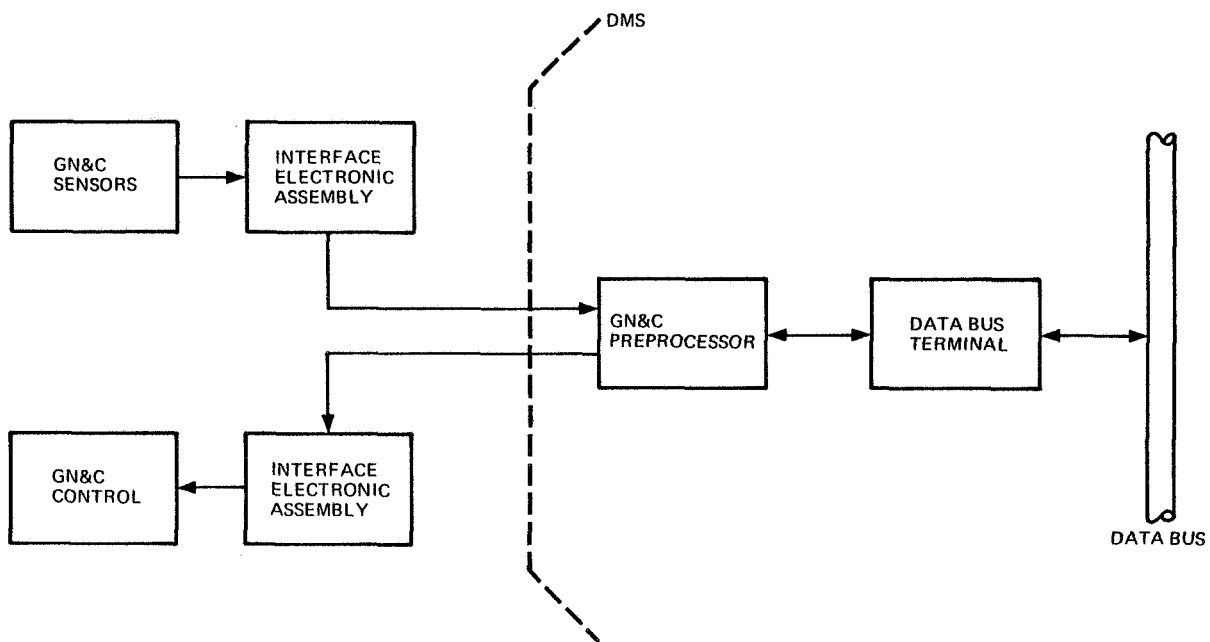 DMS
GN&C
SENSORS
INTERFACE
ELECTRONIC
ASSEMBLY
GN&C
PREPROCESSOR
DATA BUS
TERMINAL
GN&C
CONTROL
INTERFACE
ELECTRONIC
ASSEMBLY
DATA BUS